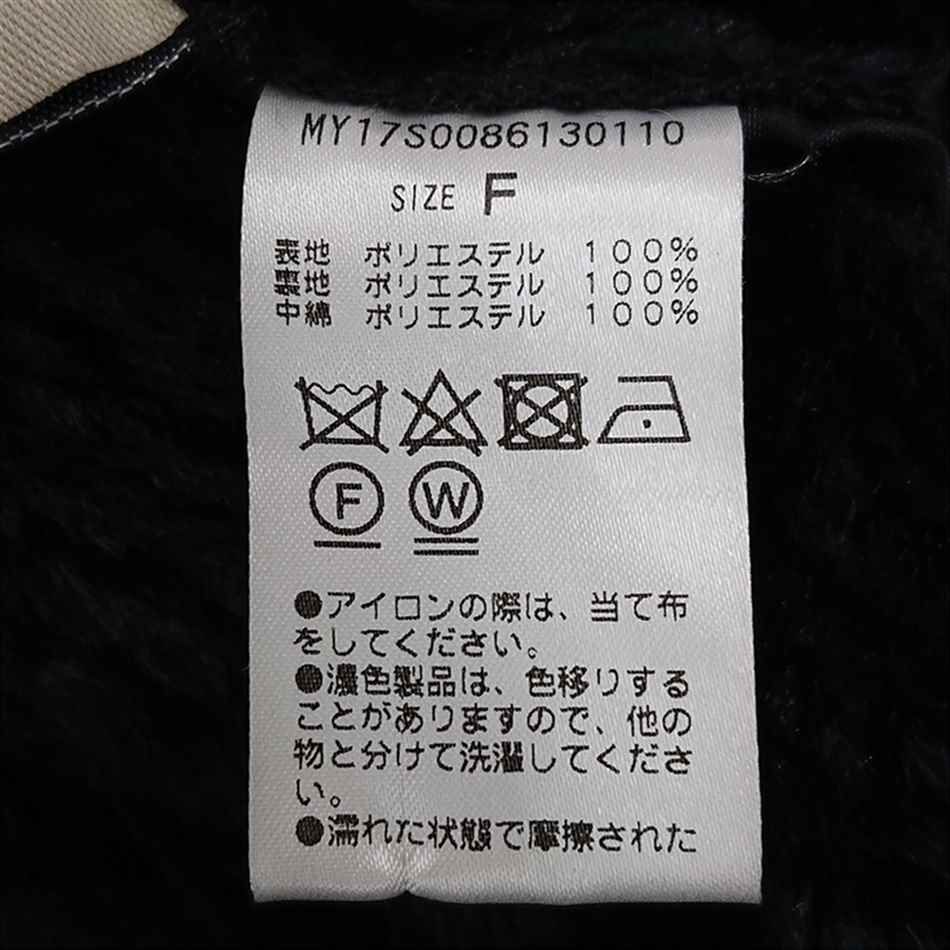 MY17S0086130110
SIZE F
表地 ポリエステル 100%
裏地 ポリエステル 100%
中綿 ポリエステル 100%
F W
●アイロンの際は、当て布
をしてください。
●濃色製品は、色移りする
ことがありますので、他の
物と分けて洗濯してくださ
い。
●濡れた状態で摩擦された